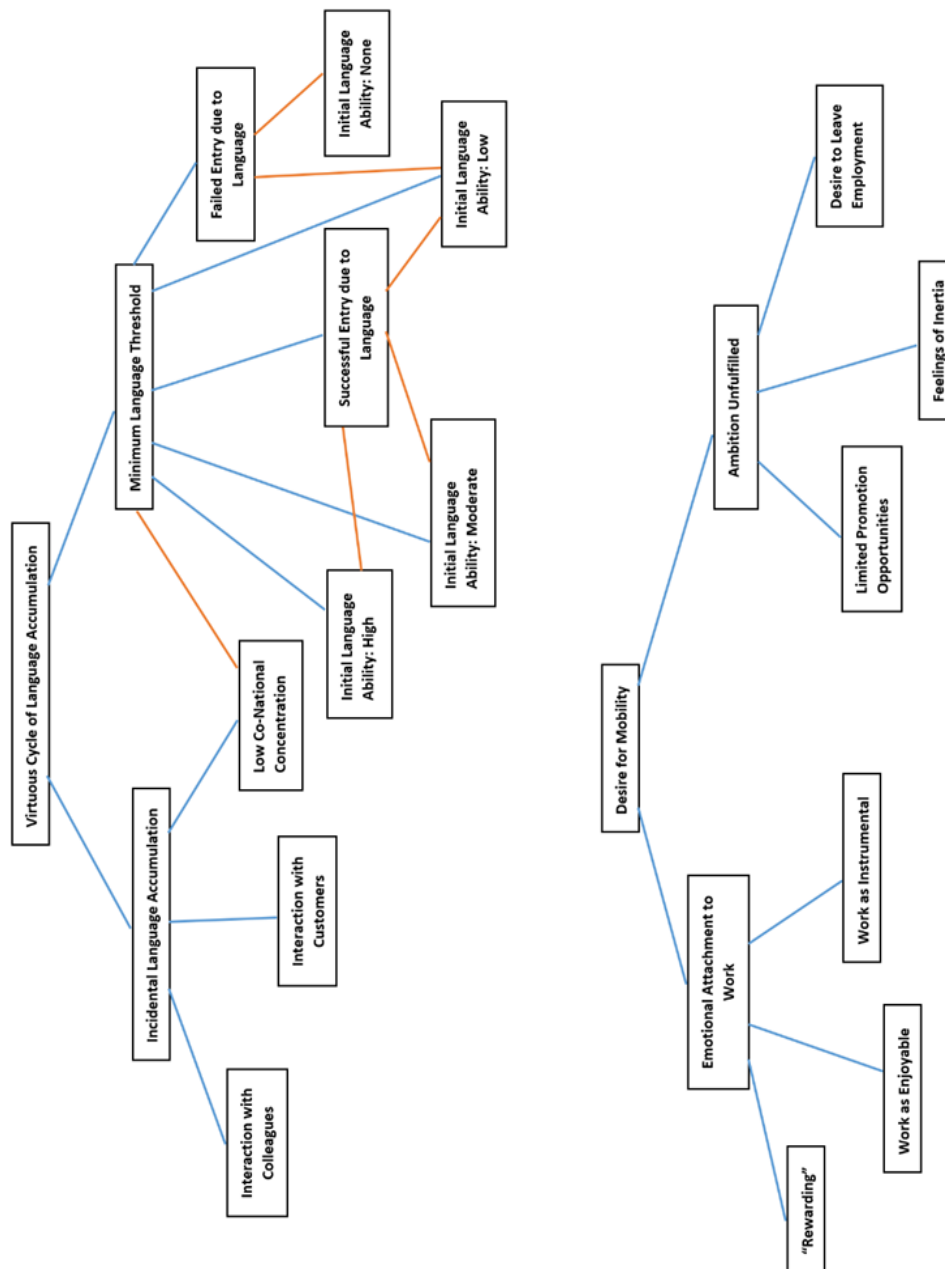 Virtuous Cycle of Language Accumulation
Incidental Language Accumulation
Minimum Language Threshold
Interaction with
Colleagues
Interaction with
Customers
Low Co-National
Concentration
Failed Entry due to
Language
Initial Language
Ability: High
Successful Entry due to
Language
Initial Language
Ability: None
Initial Language
Ability: Moderate
Initial Language
Ability: Low
Desire for Mobility
Emotional Attachment to
Work
Ambition Unfulfilled
"Rewarding"
Work as Enjoyable
Work as Instrumental
Limited Promotion
Opportunities
Feelings of Inertia
Desire to Leave
Employment